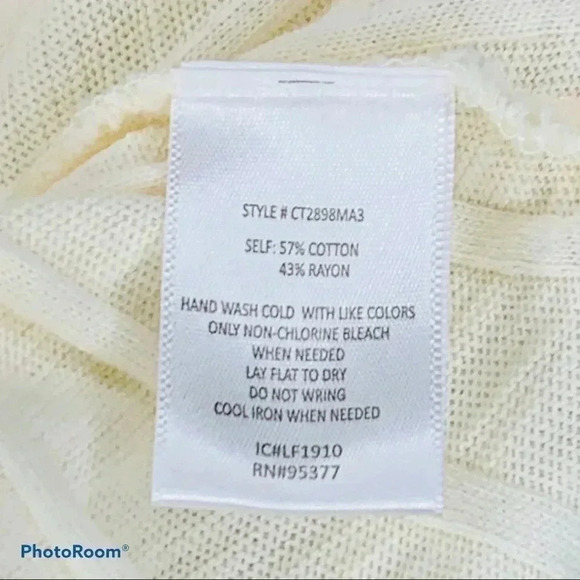 STYLE # CT2898MA3
SELF: 57% COTTON
43% RAYON
HAND WASH COLD WITH LIKE COLORS
ONLY NON-CHLORINE BLEACH
WHEN NEEDED
LAY FLAT TO DRY
DO NOT WRING
COOL IRON WHEN NEEDED
IC#LF1910
RN#95377
PhotoRoom®